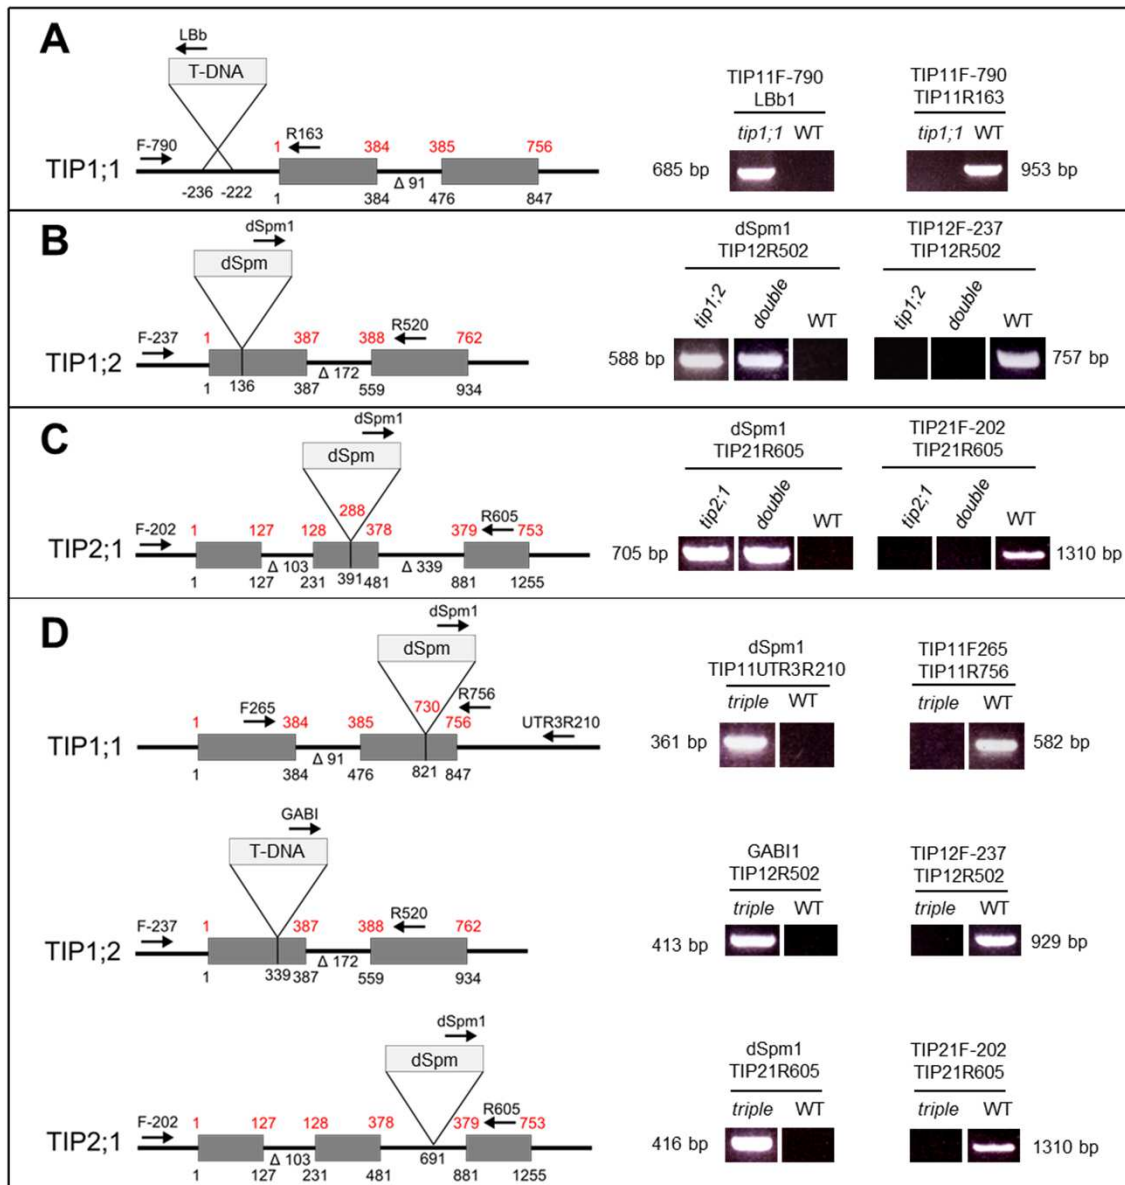 A
LBb
T-DNA
F-790
R163
1
384
385
756
TIP1;1
-236
-222
1
384
Δ 91
476
847
TIP11F-790
LBb1
tip1;1 WT
685 bp
TIP11F-790
TIP11R163
tip1;1 WT
953 bp
B
dSpm1
dSpm
F-237
1
387
388
R520
762
TIP1;2
1
136
387
Δ 172
559
934
dSpm1
TIP12R502
tip1;2
double
WT
588 bp
TIP12F-237
TIP12R502
tip1;2
double
WT
757 bp
C
dSpm1
dSpm
F-202
1
127
128
288
378
379
R605
753
TIP2;1
1
127
Δ 103
231
391
481
Δ 339
881
1255
dSpm1
TIP21R605
tip2;1
double
WT
705 bp
TIP21F-202
TIP21R605
tip2;1
double
WT
1310 bp
D
dSpm1
dSpm
1
F265
384
385
730
R756
756
UTR3R210
TIP1;1
1
384
Δ 91
476
821
847
dSpm1
TIP11UTR3R210
triple WT
361 bp
TIP11F265
TIP11R756
triple WT
582 bp
GABI
T-DNA
F-237
1
387
388
R520
762
TIP1;2
1
339
387
Δ 172
559
934
GABI1
TIP12R502
triple WT
413 bp
TIP12F-237
TIP12R502
triple WT
929 bp
dSpm1
dSpm
F-202
1
127
128
378
379
R605
753
TIP2;1
1
127
Δ 103
231
481
691
881
1255
dSpm1
TIP21R605
triple WT
416 bp
TIP21F-202
TIP21R605
triple WT
1310 bp